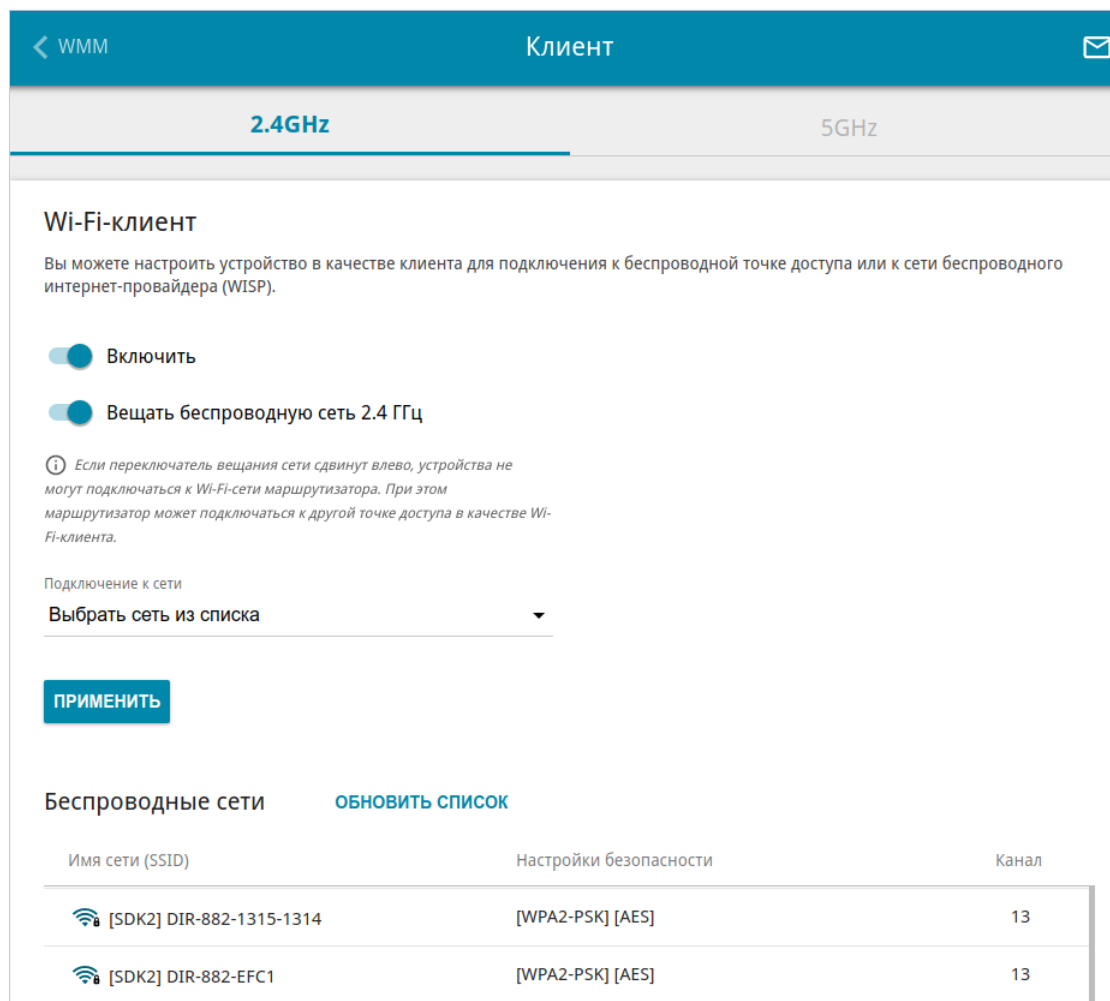 WMM
Клиент
2.4GHz
5GHz
Wi-Fi-клиент
Вы можете настроить устройство в качестве клиента для подключения к беспроводной точке доступа или к сети беспроводного
интернет-провайдера (WISP).
Включить
Вещать беспроводную сеть 2.4 ГГц
Если переключатель вещания сети сдвинут влево, устройства не
могут подключаться к Wi-Fi-сети маршрутизатора. При этом
маршрутизатор может подключаться к другой точке доступа в качестве Wi-
Fi-клиента.
Подключение к сети
Выбрать сеть из списка
ПРИМЕНИТЬ
Беспроводные сети ОБНОВИТЬ СПИСОК
Имя сети (SSID) Настройки безопасности Канал
[SDK2] DIR-882-1315-1314 [WPA2-PSK] [AES] 13
[SDK2] DIR-882-EFC1 [WPA2-PSK] [AES] 13